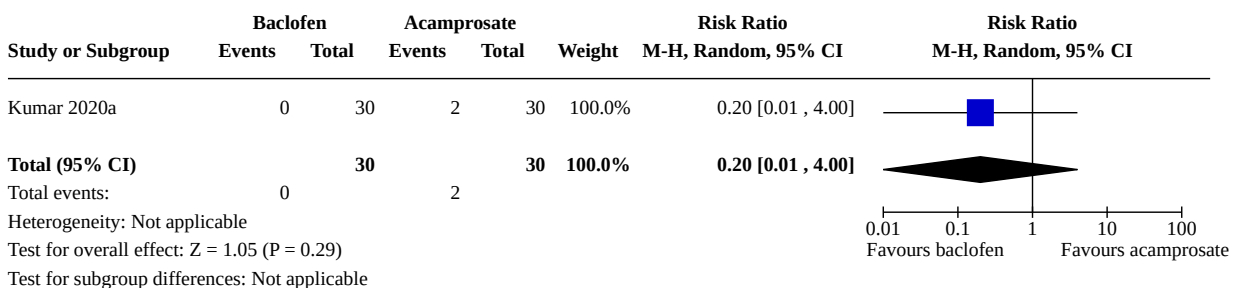 Baclofen Acamprosate Risk Ratio Risk Ratio
Study or Subgroup Events Total Events Total Weight M-H, Random, 95% CI M-H, Random, 95% CI
Kumar 2020a 0 30 2 30 100.0% 0.20 [0.01 , 4.00]
Total (95% CI) 30 30 100.0% 0.20 [0.01 , 4.00]
Total events: 0 2
Heterogeneity: Not applicable
0.01 0.1 1 10 100
Test for overall effect: Z = 1.05 (P = 0.29) Favours baclofen Favours acamprosate
Test for subgroup differences: Not applicable